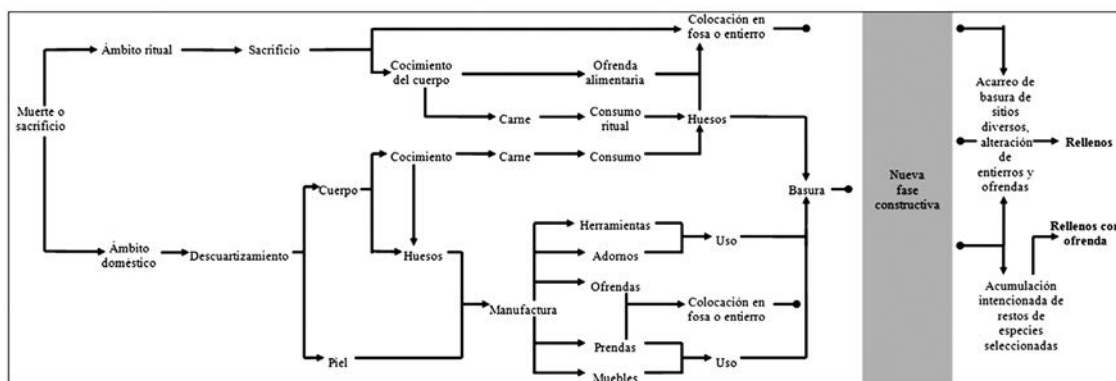 Colocación en
fosa o entierro
Ámbito ritual
Sacrificio
Cocimiento
del cuerpo
Ofrenda
alimentaria
Muerte o
sacrificio
Carne
Consumo
ritual
Huesos
Cocimiento
Carne
Consumo
Cuerpo
Basura
Ámbito
doméstico
Descuartizamiento
Huesos
Herramientas
Adornos
Uso
Ofrendas
Manufactura
Colocación en
fosa o entierro
Prendas
Piel
Muebles
Uso
Nueva
fase
constructiva
Acarreo de
basura de
sitios
diversos,
alteración
de
entierros y
ofrendas
Rellenos
Rellenos con
ofrenda
Acumulación
intencionada de
restos de
especies
seleccionadas